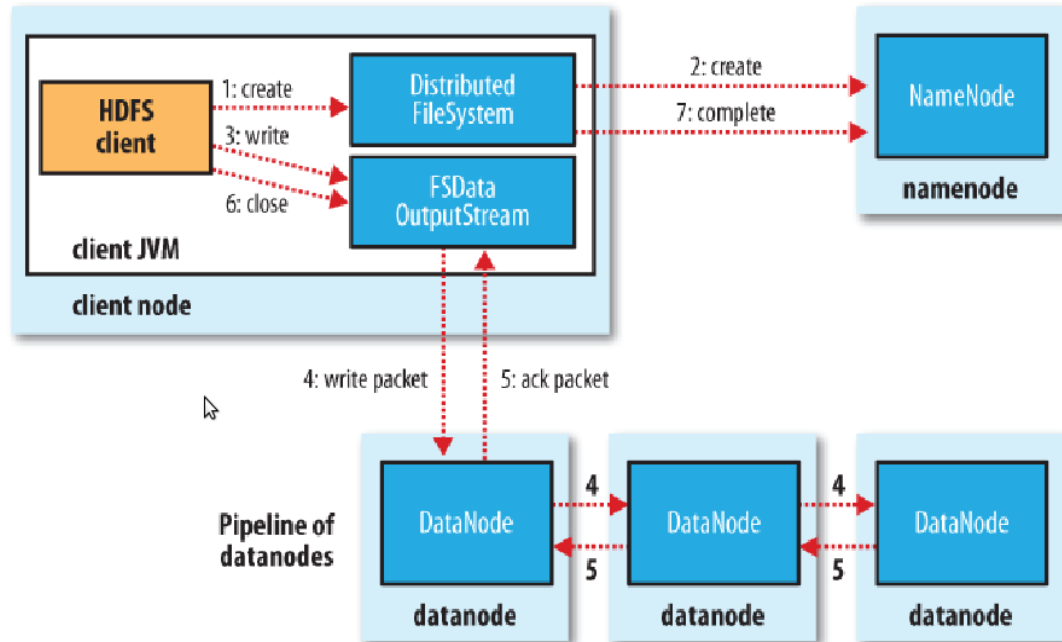 HDFS
client
1: create
3: write
6: close
Distributed
FileSystem
FSData
OutputStream
client JVM
client node
2: create
7: complete
NameNode
namenode
4: write packet
5: ack packet
Pipeline of
datanodes
DataNode
datanode
4
5
DataNode
datanode
4
5
DataNode
datanode